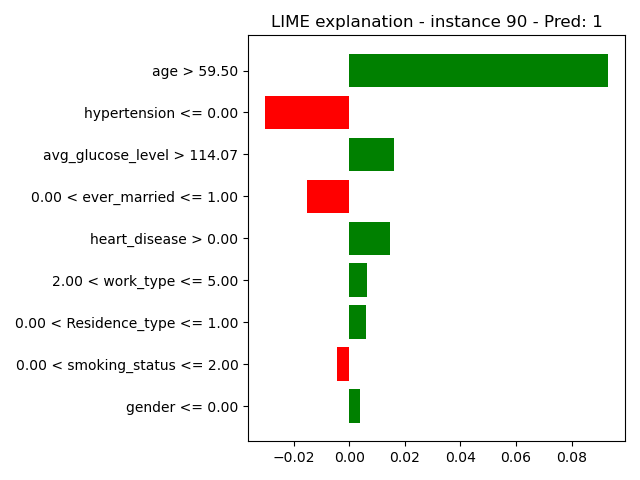 LIME explanation - instance 90 - Pred: 1
age > 59.50
hypertension <= 0.00
avg_glucose_level > 114.07
0.00 < ever_married <= 1.00
heart_disease > 0.00
2.00 < work_type <= 5.00
0.00 < Residence_type <= 1.00
0.00 < smoking_status <= 2.00
gender <= 0.00
−0.02 0.00 0.02 0.04 0.06 0.08